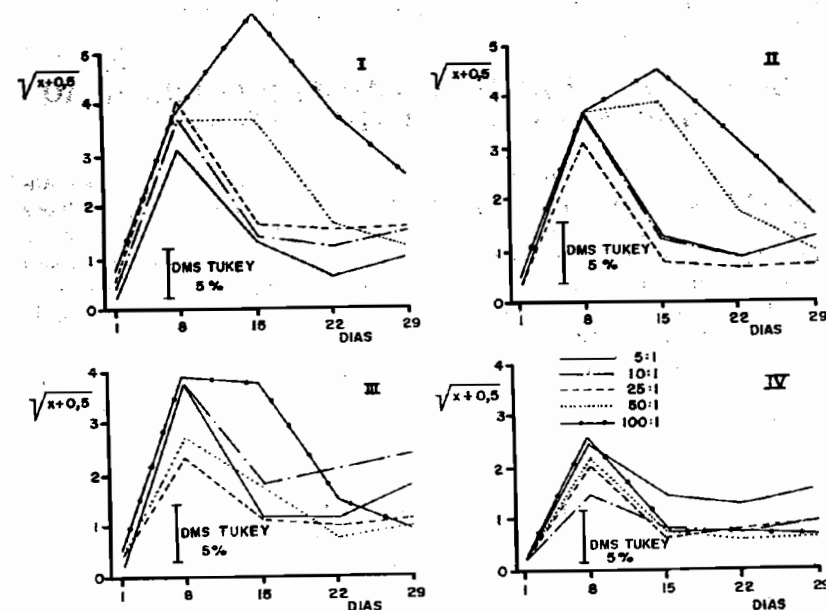 I
√x+0,5
5
4
3
2
1
0
DMS TUKEY
5 %
1 8 15 22 29
DIAS
II
√x+0,5
5
4
3
2
1
0
DMS TUKEY
5 %
1 8 15 22 29
DIAS
III
√x+0,5
4
3
2
1
0
DMS TUKEY
5%
1 8 15 22 29
DIAS
IV
√x+0,5
4
3
2
1
0
5:1
10:1
25:1
50:1
100:1
DMS TUKEY
5%
1 8 15 22 29
DIAS